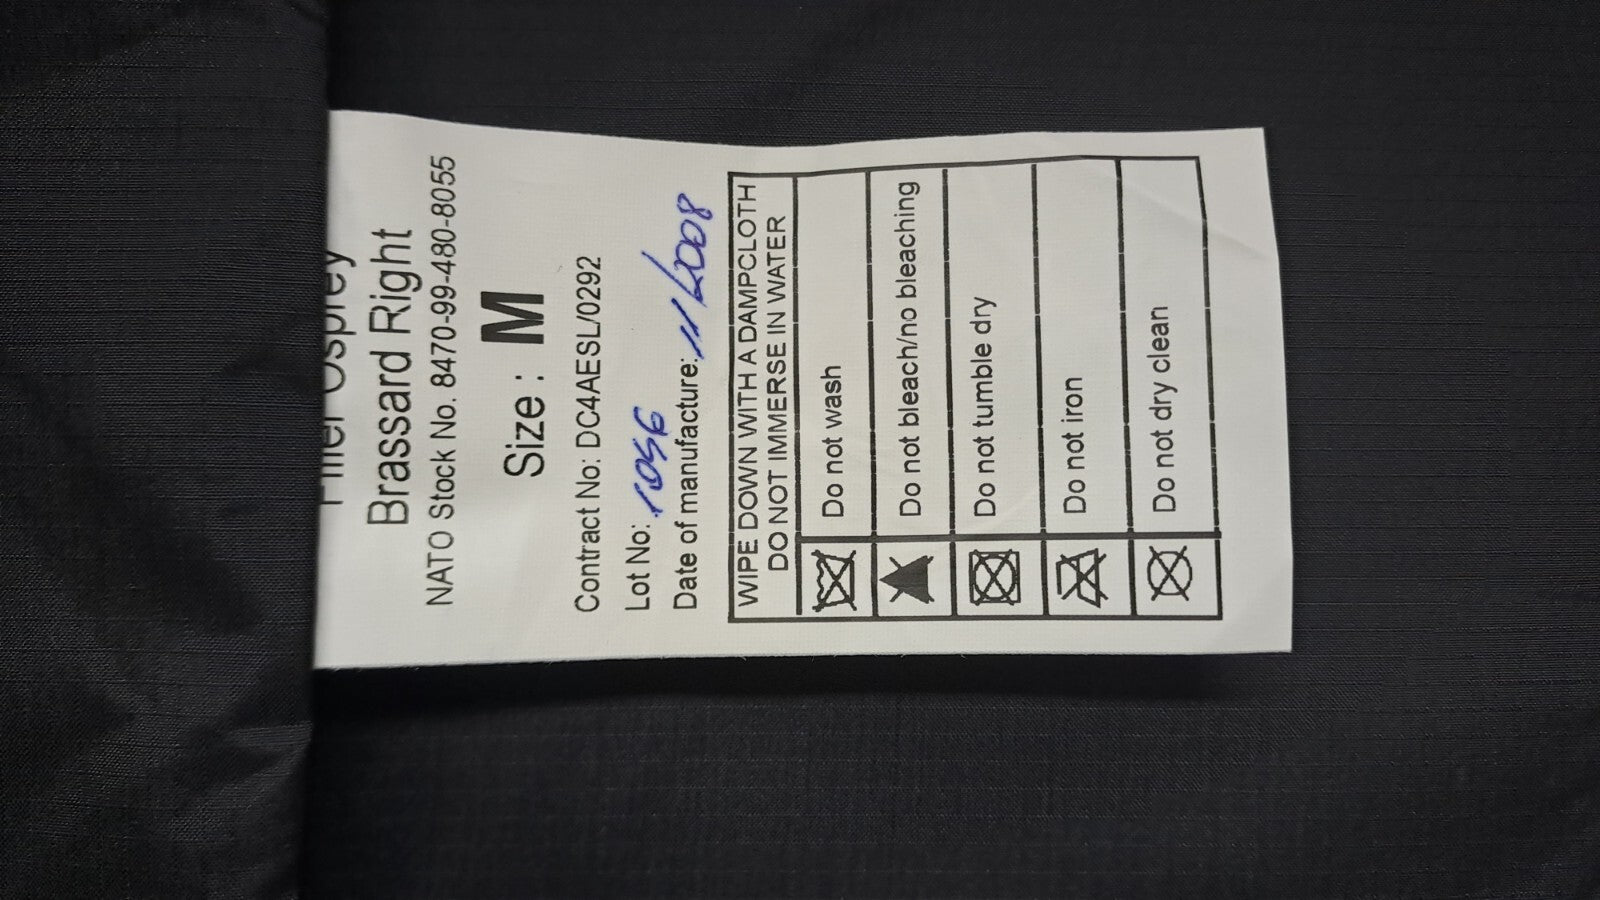 Filler Osprey
Brassard Right
NATO Stock No. 8470-99-480-8055
Size : M
Contract No: DC4AESL/0292
Lot No: 1056
Date of manufacture: 11/2008
WIPE DOWN WITH A DAMPCLOTH
DO NOT IMMERSE IN WATER
Do not wash
Do not bleach/no bleaching
Do not tumble dry
Do not iron
Do not dry clean